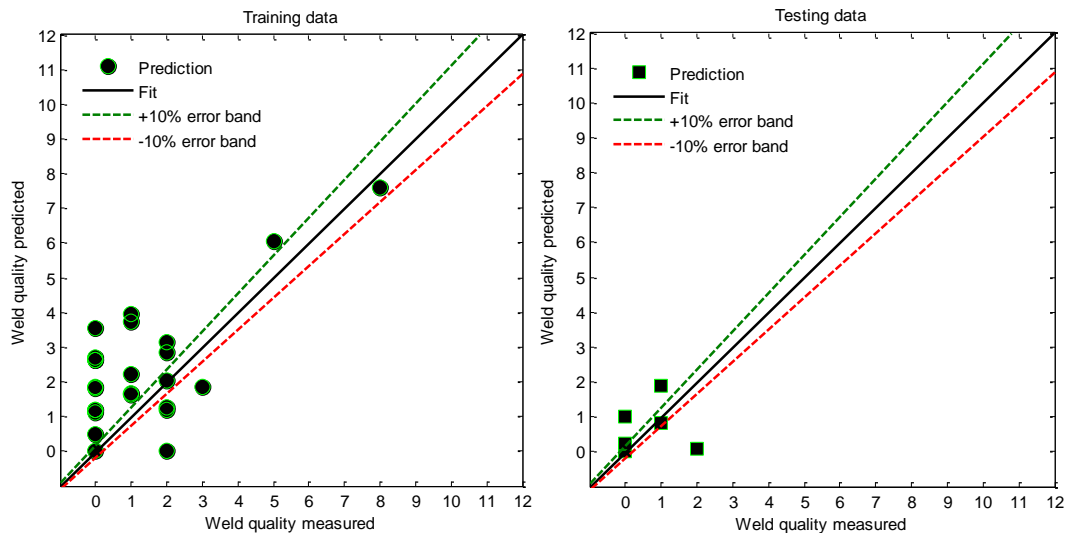 Training data
12
11
10
9
8
7
6
5
4
3
2
1
0
Prediction
Fit
+10% error band
-10% error band
Weld quality predicted
0 1 2 3 4 5 6 7 8 9 10 11 12
Weld quality measured
Testing data
12
11
10
9
8
7
6
5
4
3
2
1
0
Prediction
Fit
+10% error band
-10% error band
Weld quality predicted
0 1 2 3 4 5 6 7 8 9 10 11 12
Weld quality measured